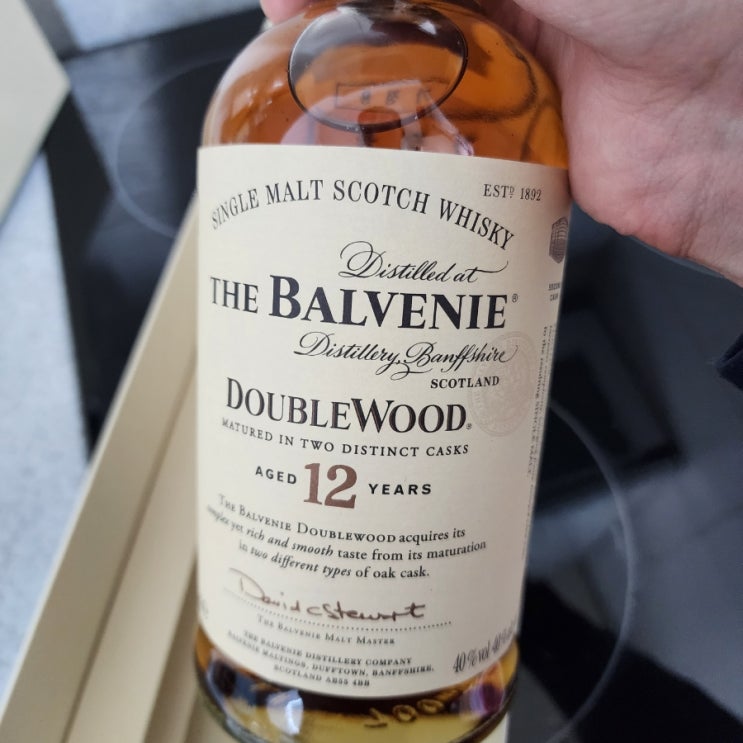 SINGLE MALT SCOTCH WHISKY
ESTD 1892
Distilled at
THE BALVENIE®
Distillery, Banffshire
SCOTLAND
DOUBLEWOOD®
MATURED IN TWO DISTINCT CASKS
AGED 12 YEARS
THE BALVENIE DOUBLEWOOD acquires its
complex yet rich and smooth taste from its maturation
in two different types of oak cask.
David C Stewart
THE BALVENIE MALT MASTER
THE BALVENIE DISTILLERY COMPANY
BALVENIE MALTINGS, DUFFTOWN, BANFFSHIRE,
SCOTLAND AB55 4BB
40% vol